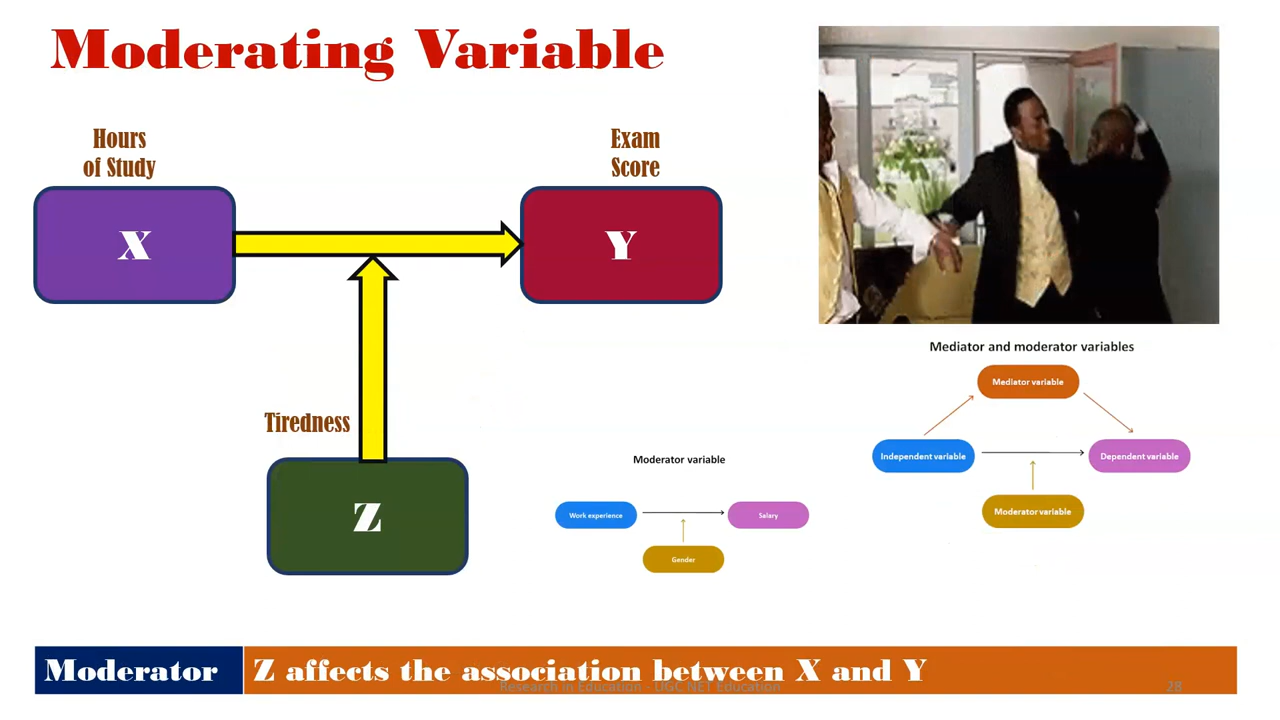 Moderating Variable
Hours
of Study
Exam
Score
X
Y
Tiredness
Z
Moderator variable
Work experience
Salary
Gender
Mediator and moderator variables
Mediator variable
Independent variable
Dependent variable
Moderator variable
Moderator
Z affects the association between X and Y
Research in Education - UGC NET Education
28